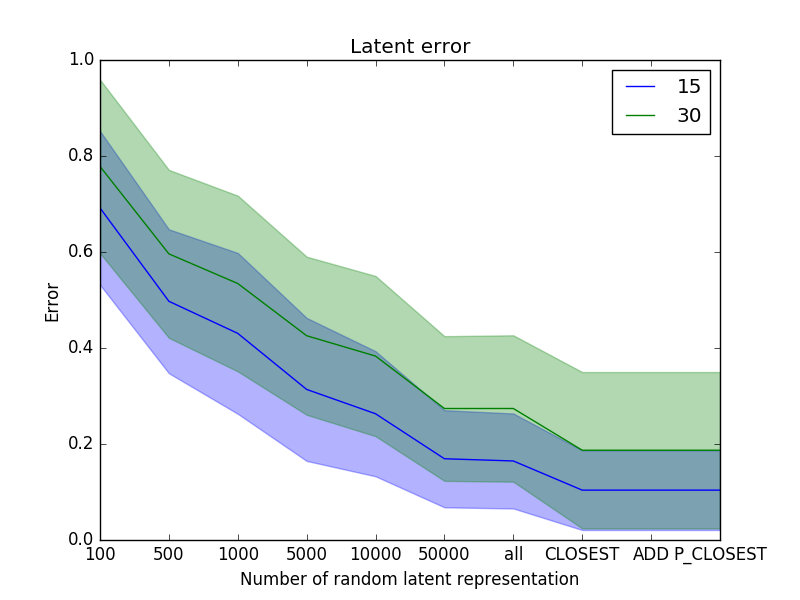 Latent error
1.0
0.8
0.6
0.4
0.2
0.0
Error
15
30
100 500 1000 5000 10000 50000 all CLOSEST ADD P_CLOSEST
Number of random latent representation